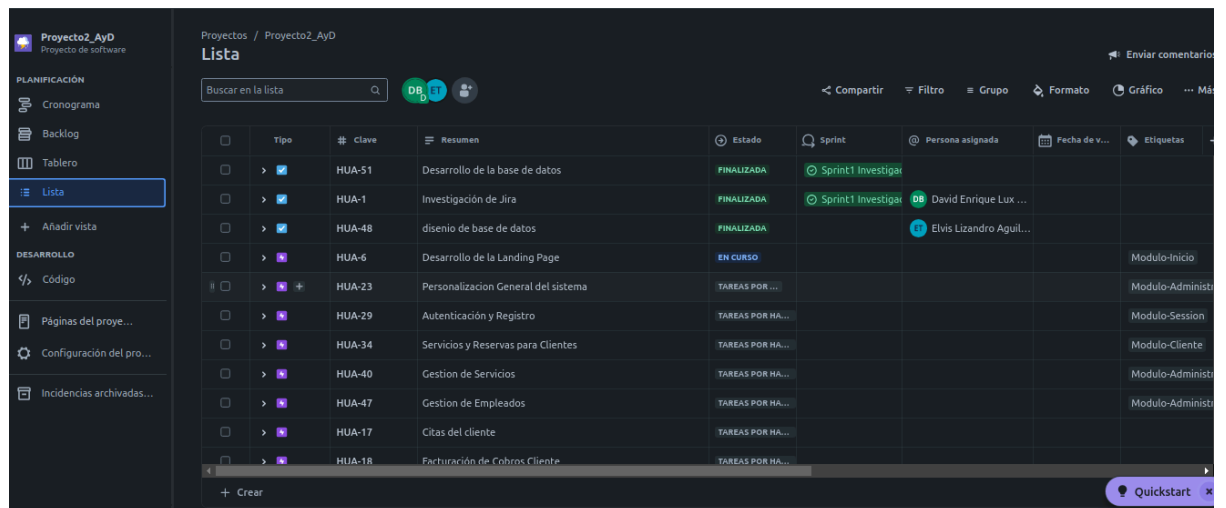 Proyecto2_AyD
Proyecto de software
PLANIFICACIÓN
Cronograma
Backlog
Tablero
Lista
+ Añadir vista
DESARROLLO
Código
Páginas del proye...
Configuración del pro...
Incidencias archivadas...
Proyectos / Proyecto2_AyD
Lista
Enviar comentarios
Buscar en la lista
DB D ET
Compartir Filtro Grupo Formato Gráfico ... Más
Tipo # Clave Resumen Estado Sprint @ Persona asignada Fecha de v... Etiquetas
HUA-51 Desarrollo de la base de datos FINALIZADA Sprint1 Investigac
HUA-1 Investigación de Jira FINALIZADA Sprint1 Investigac DB David Enrique Lux ...
HUA-48 disenio de base de datos FINALIZADA ET Elvis Lizandro Aguil...
HUA-6 Desarrollo de la Landing Page EN CURSO Modulo-Inicio
HUA-23 Personalizacion General del sistema TAREAS POR ... Modulo-Administr
HUA-29 Autenticación y Registro TAREAS POR HA... Modulo-Session
HUA-34 Servicios y Reservas para Clientes TAREAS POR HA... Modulo-Cliente
HUA-40 Gestion de Servicios TAREAS POR HA... Modulo-Administr
HUA-47 Gestion de Empleados TAREAS POR HA... Modulo-Administr
HUA-17 Citas del cliente TAREAS POR HA...
HUA-18 Facturación de Cobros Cliente TAREAS POR HA...
+ Crear
Quickstart